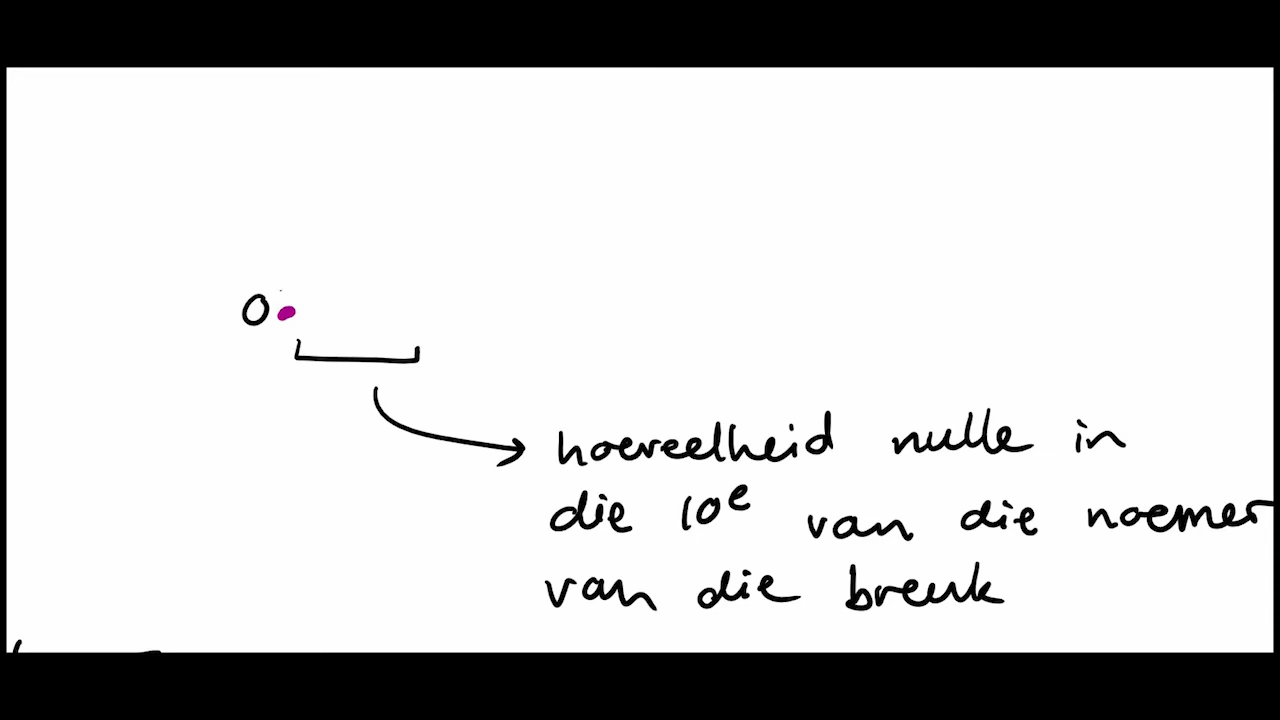 0.
hoeveelheid nulle in
die 10e van die noemer
van die breuk